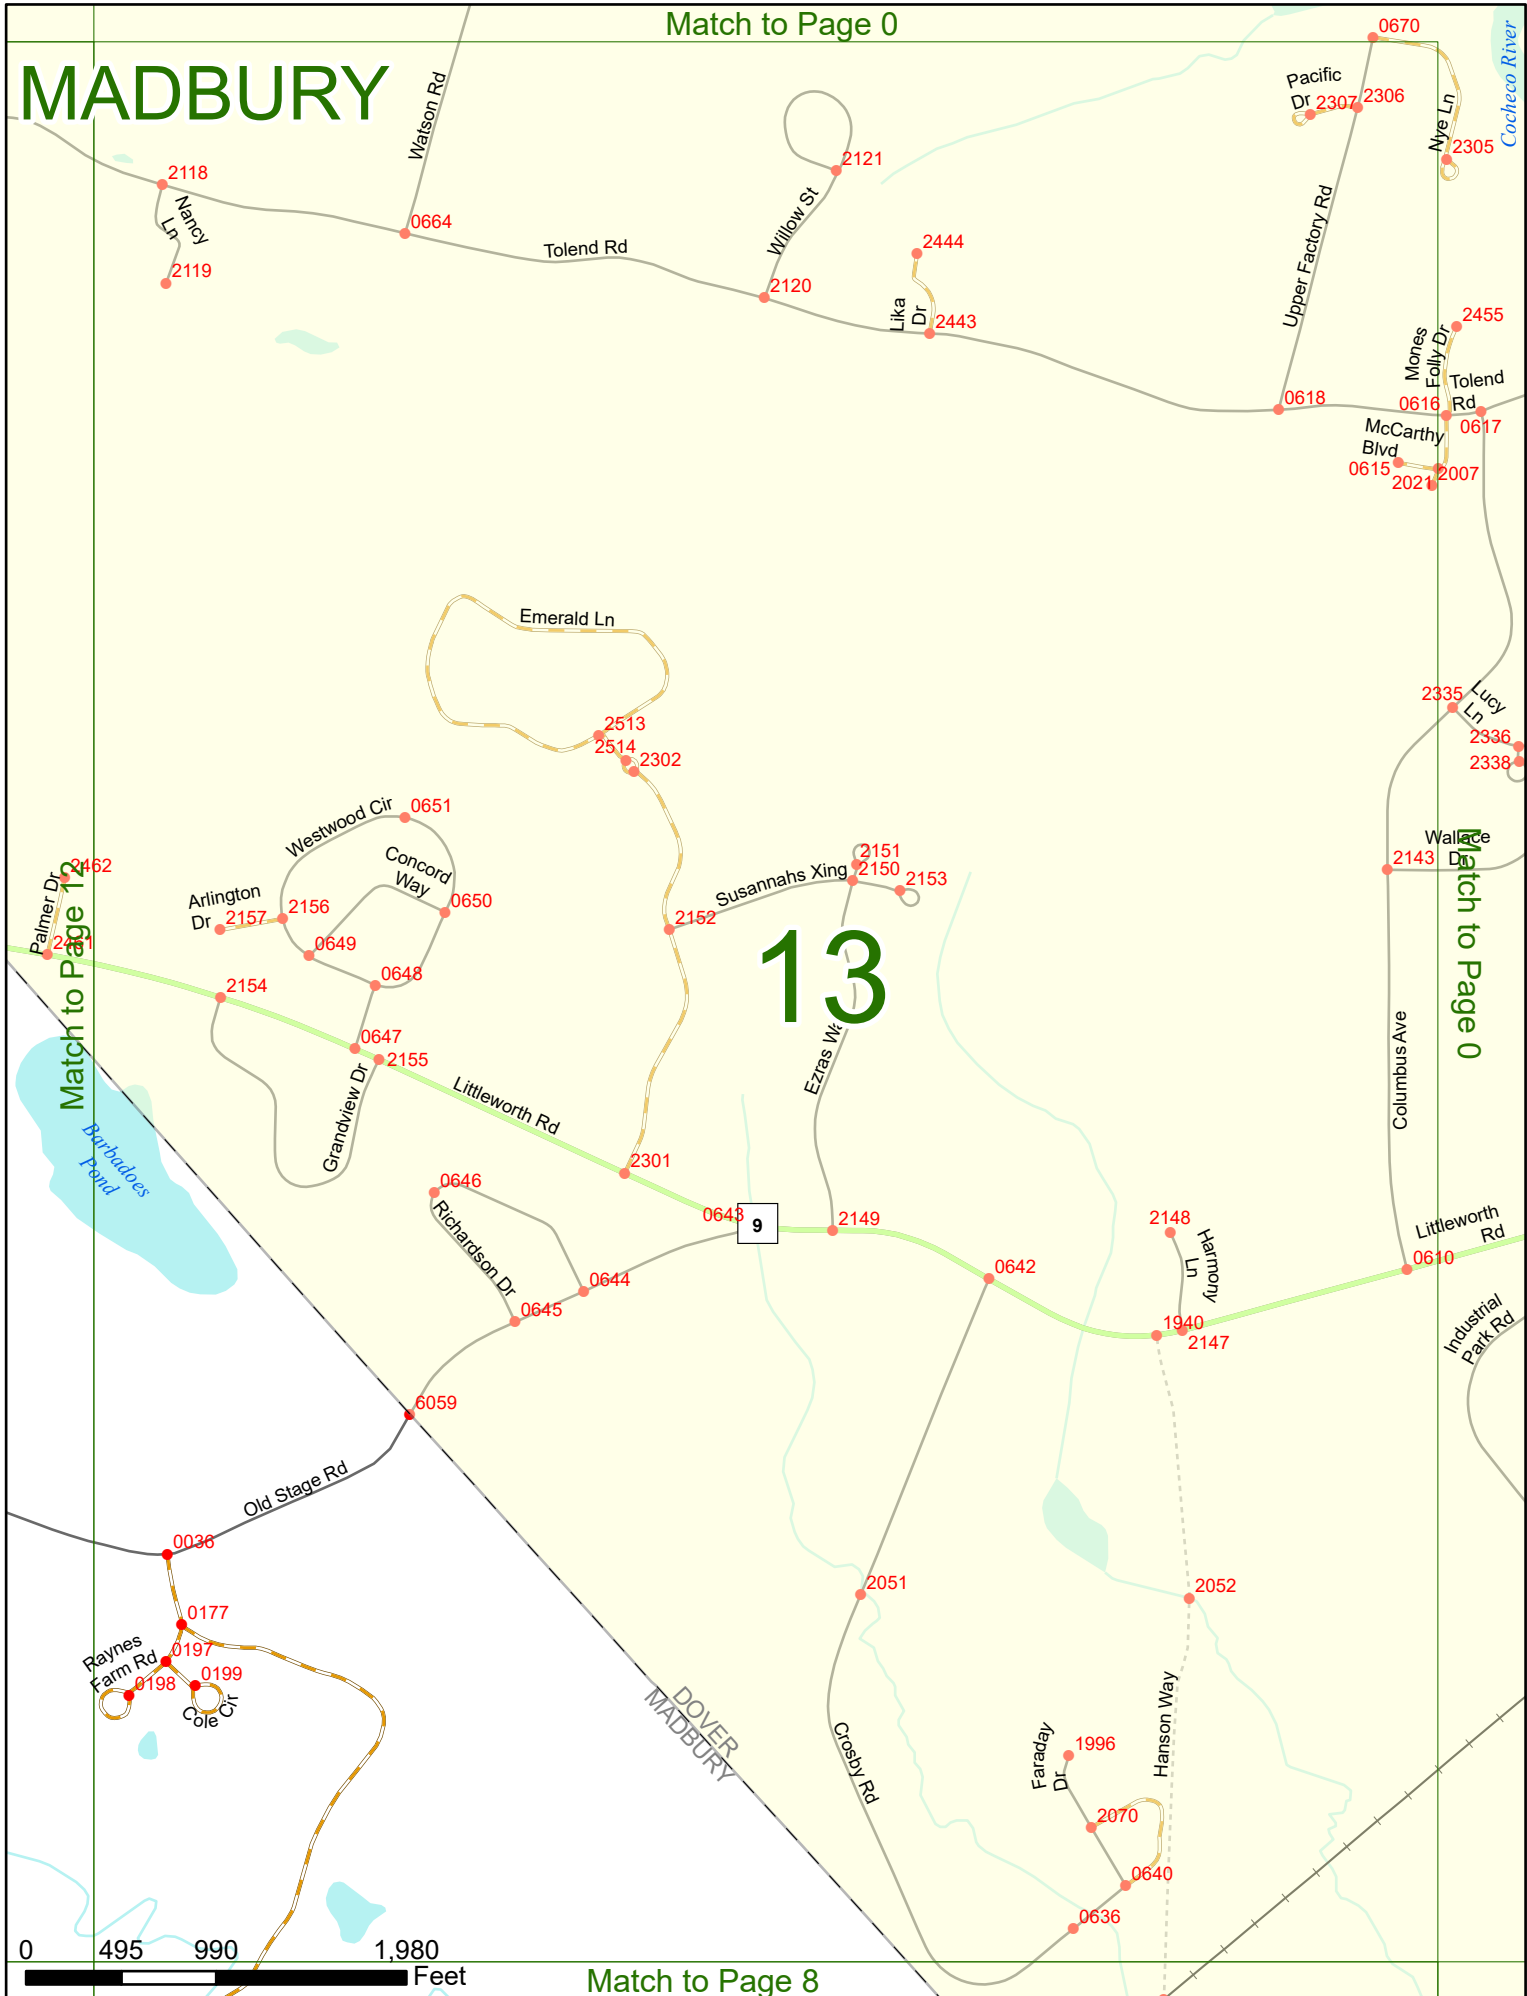 Match to Page 0
MADBURY
Cocheco River
0670
Pacific
Dr
2307
2306
Nye Ln
2305
Watson Rd
2118
Nancy
Ln
2119
0664
Tolend Rd
Willow St
2121
2120
2444
Lika
Dr
2443
Upper Factory Rd
2455
Mones
Folly Dr
Tolend
Rd
0618
0616
0617
McCarthy
Blvd
0615
2007
2021
Emerald Ln
2513
2514
2302
2335
Lucy
Ln
2336
2338
Westwood Cir
0651
Concord
Way
0650
Arlington
Dr
2157
2156
0649
0648
2462
Palmer Dr
2461
Match to Page 12
2154
0647
2155
Grandview Dr
Littleworth Rd
Susannahs Xing
2151
2150
2153
2152
13
Ezras Wa
2143
Wallace
Dr
Match to Page 0
Columbus Ave
Barbadoes
Pond
2301
0646
Richardson Dr
0643
9
2149
0644
0645
0642
2148
Harmony
Ln
1940
2147
0610
Littleworth
Rd
Industrial
Park Rd
6059
Old Stage Rd
0036
0177
Raynes
Farm Rd
0197
0198
0199
Cole Cir
2051
2052
DOVER
MADBURY
Crosby Rd
Hanson Way
Faraday
Dr
1996
2070
0640
0636
0 495 990 1,980
Feet
Match to Page 8